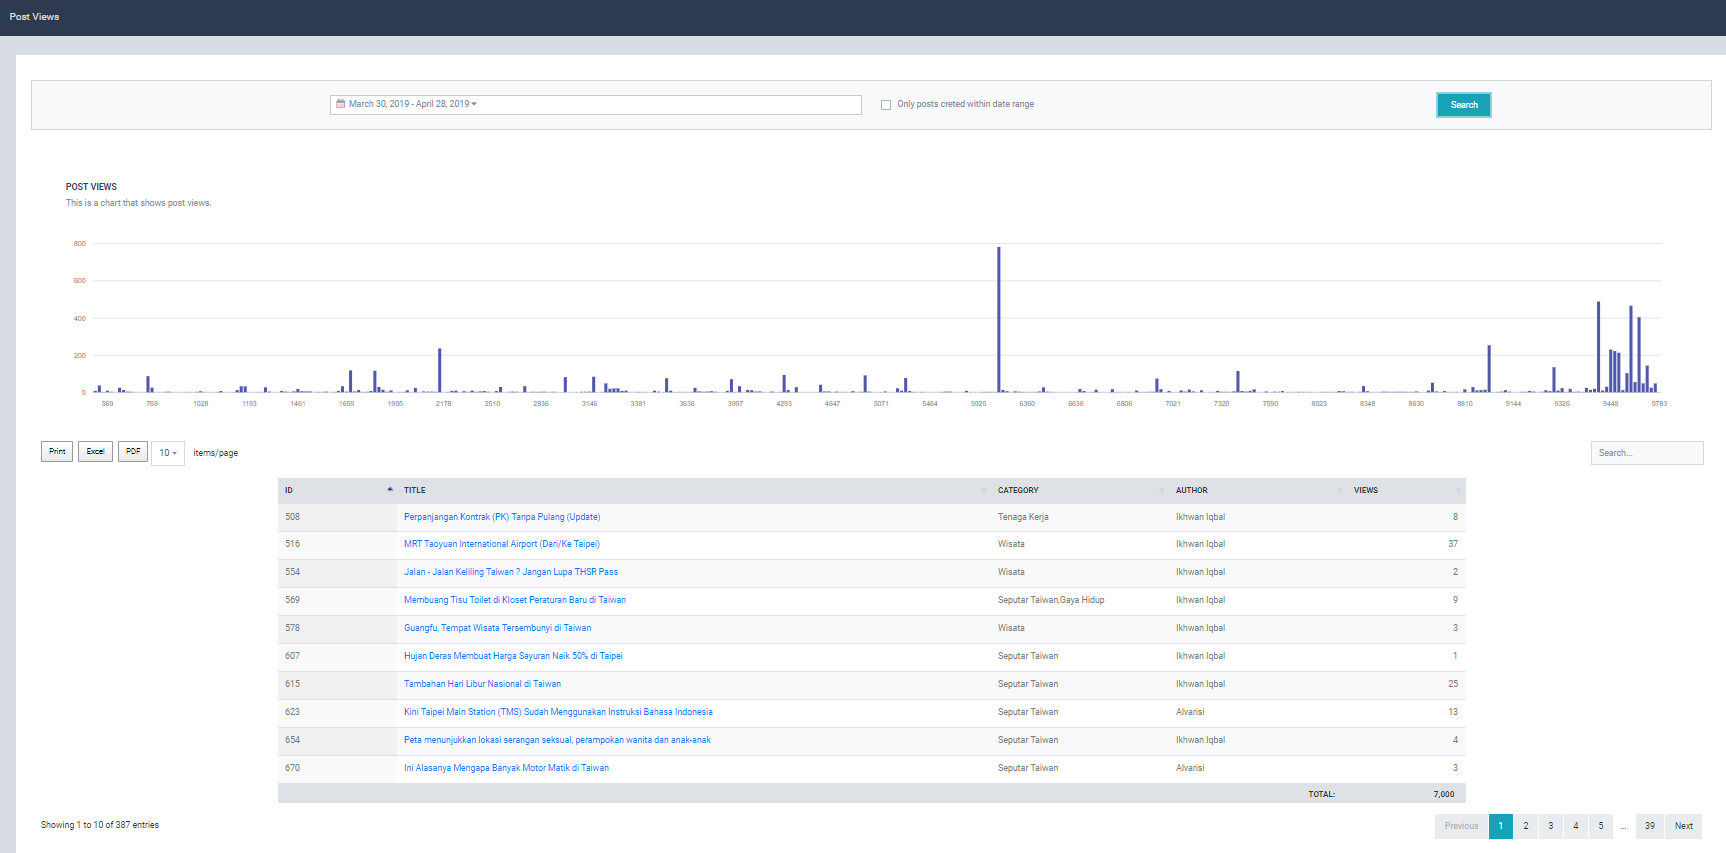 Post Views
March 30, 2019 - April 28, 2019
Only posts creted within date range
Search
POST VIEWS
This is a chart that shows post views.
800
600
400
200
0
569 769 1028 1193 1461 1659 1995 2178 2510 2836 3146 3381 3636 3997 4293 4647 5071 5464 5925 6360 6636 6806 7021 7320 7590 8023 8348 8630 8810 9144 9326 9448 9783
Print Excel PDF 10 items/page Search...
ID TITLE CATEGORY AUTHOR VIEWS
508 Perpanjangan Kontrak (PK) Tanpa Pulang (Update) Tenaga Kerja Ikhwan Iqbal 8
516 MRT Taoyuan International Airport (Dari/Ke Taipei) Wisata Ikhwan Iqbal 37
554 Jalan - Jalan Keliling Taiwan ? Jangan Lupa THSR Pass Wisata Ikhwan Iqbal 2
569 Membuang Tisu Toilet di Kloset Peraturan Baru di Taiwan Seputar Taiwan,Gaya Hidup Ikhwan Iqbal 9
578 Guangfu, Tempat Wisata Tersembunyi di Taiwan Wisata Ikhwan Iqbal 3
607 Hujan Deras Membuat Harga Sayuran Naik 50% di Taipei Seputar Taiwan Ikhwan Iqbal 1
615 Tambahan Hari Libur Nasional di Taiwan Seputar Taiwan Ikhwan Iqbal 25
623 Kini Taipei Main Station (TMS) Sudah Menggunakan Instruksi Bahasa Indonesia Seputar Taiwan Alvarisi 13
654 Peta menunjukkan lokasi serangan seksual, perampokan wanita dan anak-anak Seputar Taiwan Ikhwan Iqbal 4
670 Ini Alasanya Mengapa Banyak Motor Matik di Taiwan Seputar Taiwan Alvarisi 3
TOTAL: 7,000
Showing 1 to 10 of 387 entries Previous 1 2 3 4 5 ... 39 Next